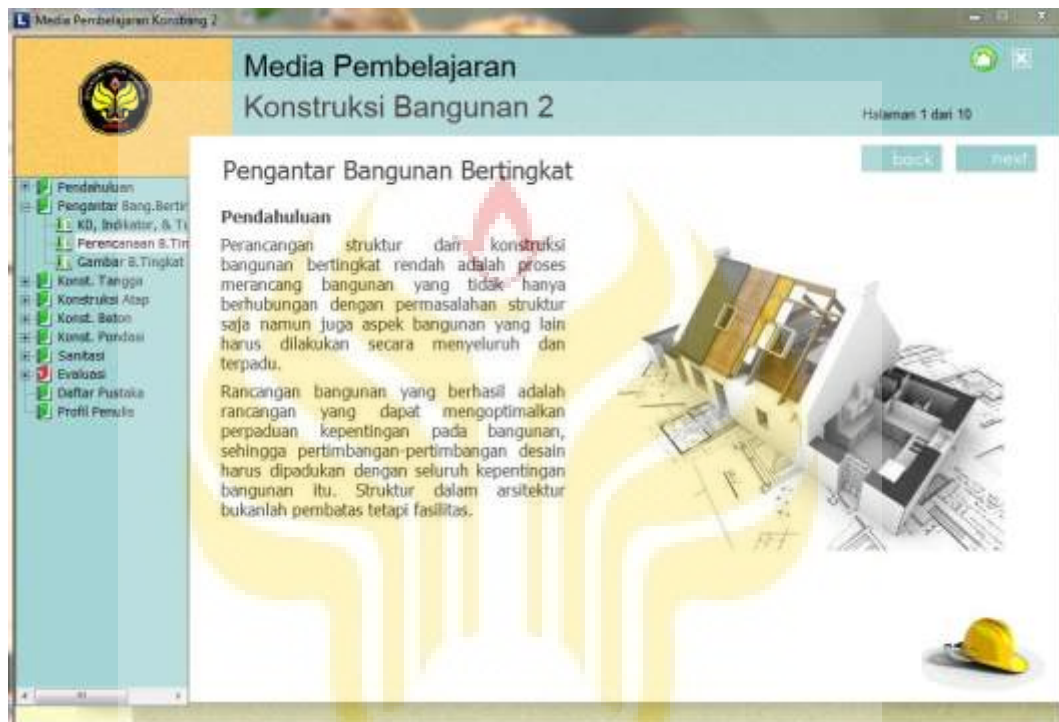 Media Pembelajaran Konsbang 2
Media Pembelajaran
Konstruksi Bangunan 2
Halaman 1 dari 10
back next
Pendahuluan
Pengantar Bang.Bertin
KD, Indikator, & Tu
Perencanaan B.Tin
Gambar B.Tingkat
Konst. Tangga
Konstruksi Atap
Konst. Beton
Konst. Pondasi
Sanitasi
Evaluasi
Daftar Pustaka
Profil Penulis
Pengantar Bangunan Bertingkat
Pendahuluan
Perancangan struktur dan konstruksi
bangunan bertingkat rendah adalah proses
merancang bangunan yang tidak hanya
berhubungan dengan permasalahan struktur
saja namun juga aspek bangunan yang lain
harus dilakukan secara menyeluruh dan
terpadu.
Rancangan bangunan yang berhasil adalah
rancangan yang dapat mengoptimalkan
perpaduan kepentingan pada bangunan,
sehingga pertimbangan-pertimbangan desain
harus dipadukan dengan seluruh kepentingan
bangunan itu. Struktur dalam arsitektur
bukanlah pembatas tetapi fasilitas.